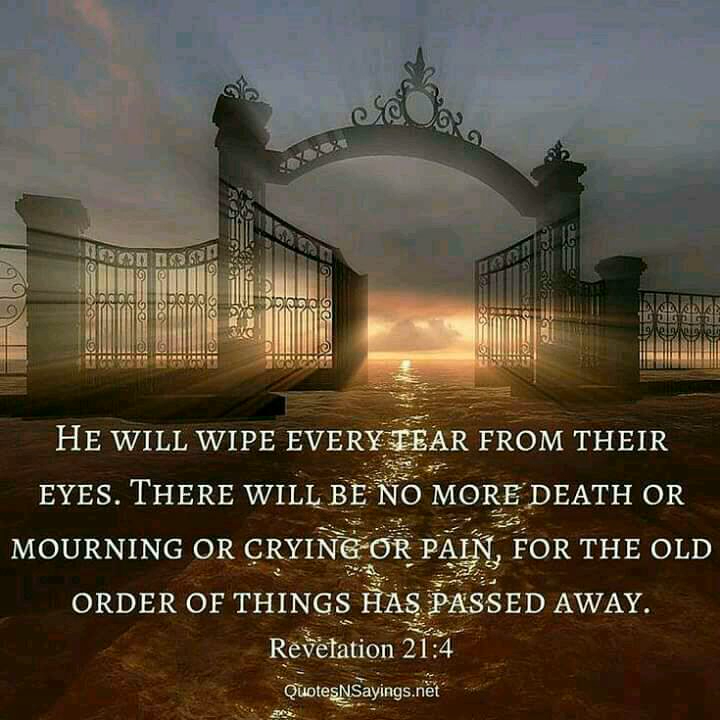 He will wipe every tear from their
eyes. There will be no more death or
mourning or crying or pain, for the old
order of things has passed away.
Revelation 21:4
QuotesNSayings.net